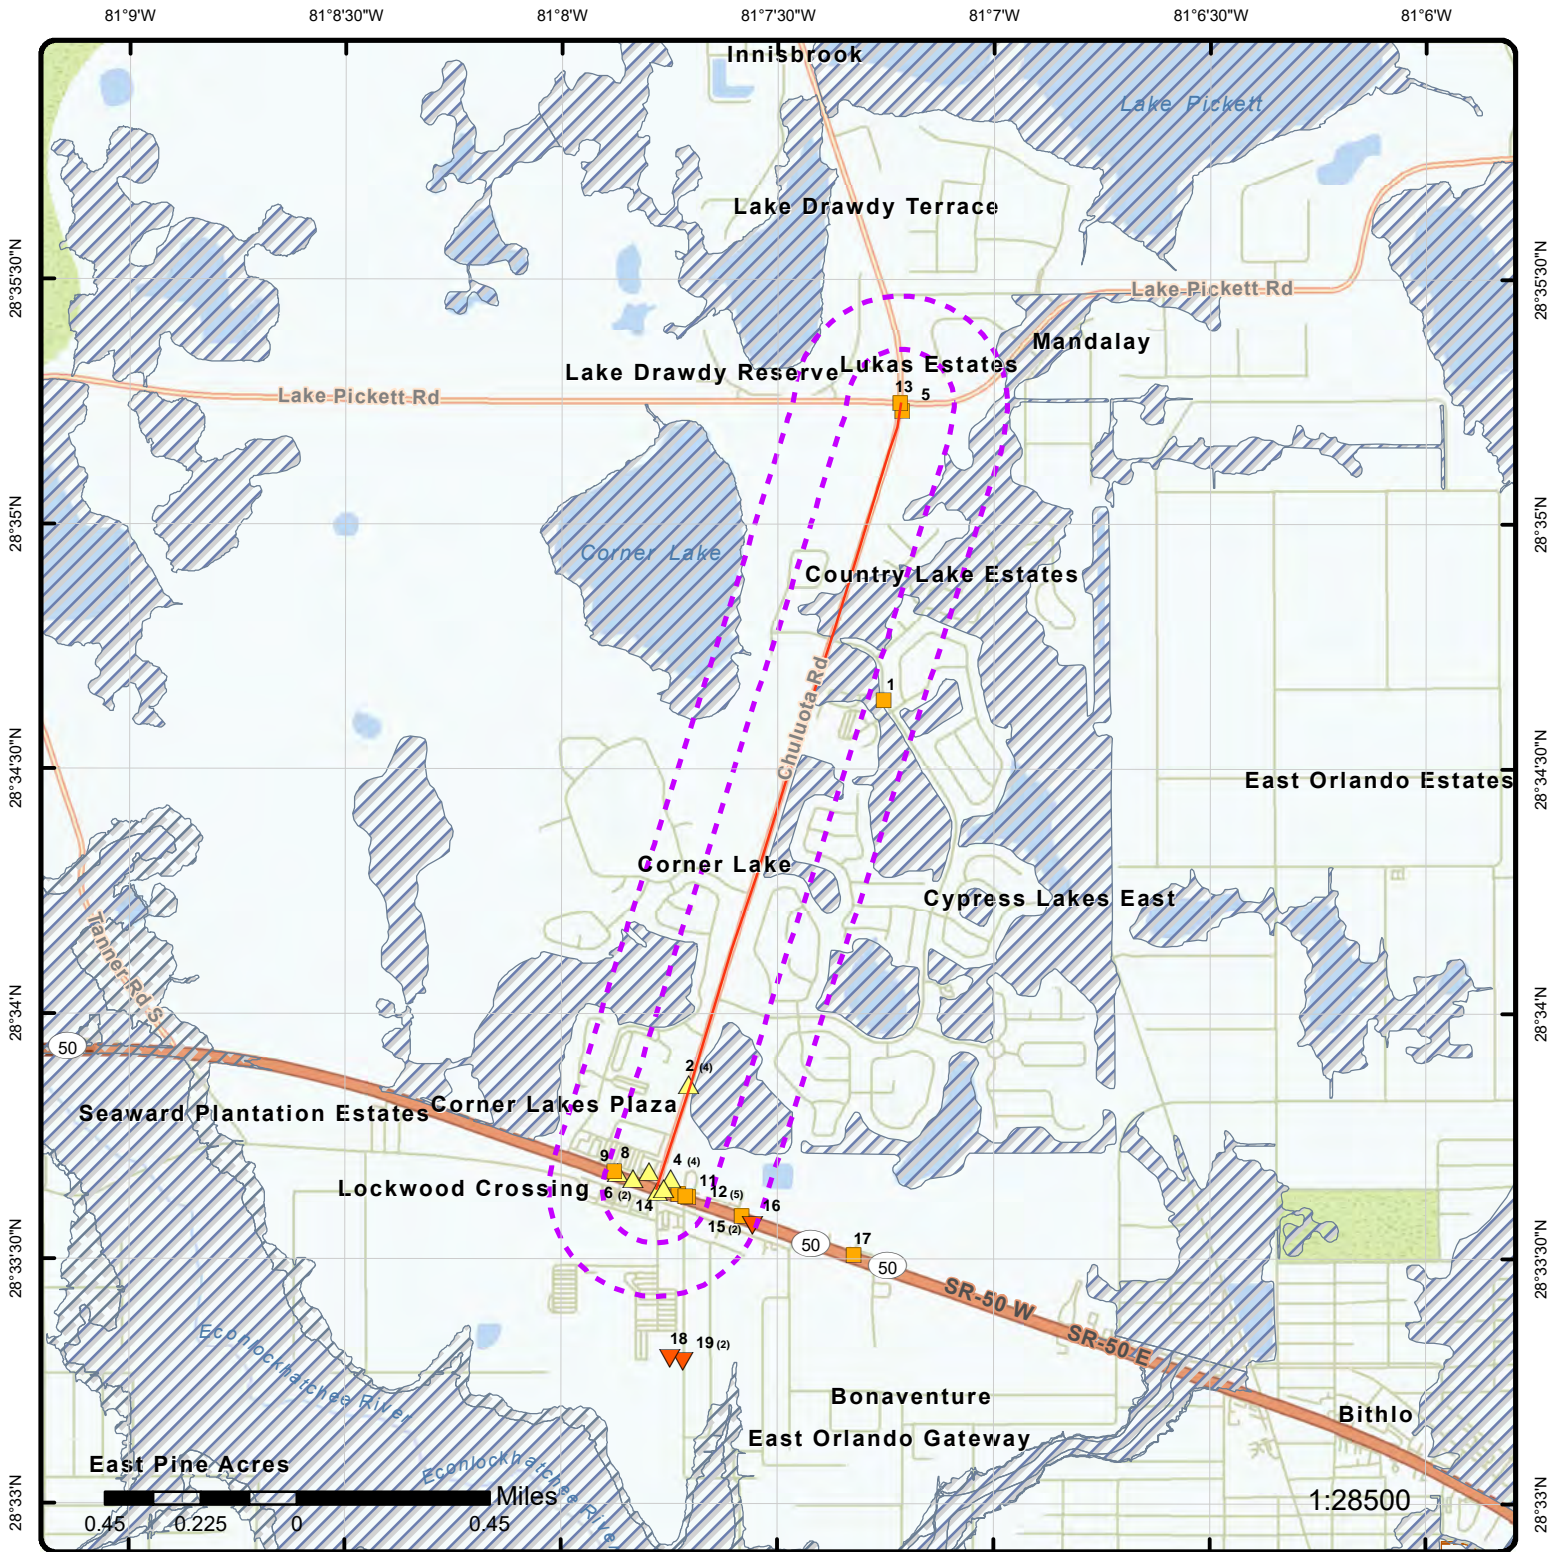 81°9'W 81°8'30"W 81°8'W 81°7'30"W 81°7'W 81°6'30"W 81°6'W
Innisbrook
Lake Pickett
Lake Drawdy Terrace
28°35'30"N
28°35'30"N
Lake Pickett Rd
Mandalay
Lake Drawdy Reserve
Lukas Estates
13
5
Lake Pickett Rd
28°35'N
28°35'N
Corner Lake
Country Lake Estates
1
Chuluota Rd
28°34'30"N
28°34'30"N
East Orlando Estates
Corner Lake
Cypress Lakes East
Tanner Rd S
28°34'N
28°34'N
50
2 (4)
Seaward Plantation Estates
Corner Lakes Plaza
9
8
4 (4)
Lockwood Crossing
6 (2)
11
14
12 (5)
16
15 (2)
50
17
50
28°33'30"N
28°33'30"N
SR-50 W
SR-50 E
18
19 (2)
Econlockhatchee River
Bonaventure
Bithlo
East Orlando Gateway
East Pine Acres
Econlockhatchee River
Miles
1:28500
0.45 0.225 0 0.45
28°33'N
28°33'N